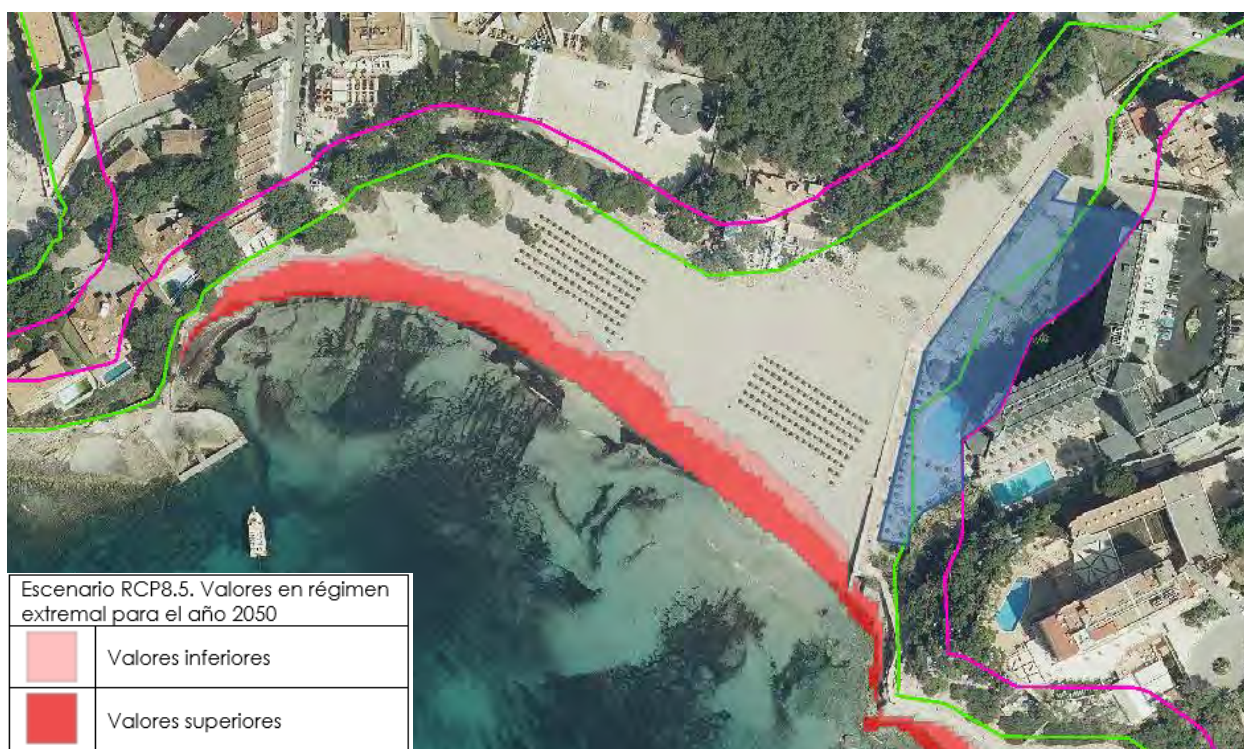 Escenario RCP8.5. Valores en régimen
extremal para el año 2050
Valores inferiores
Valores superiores